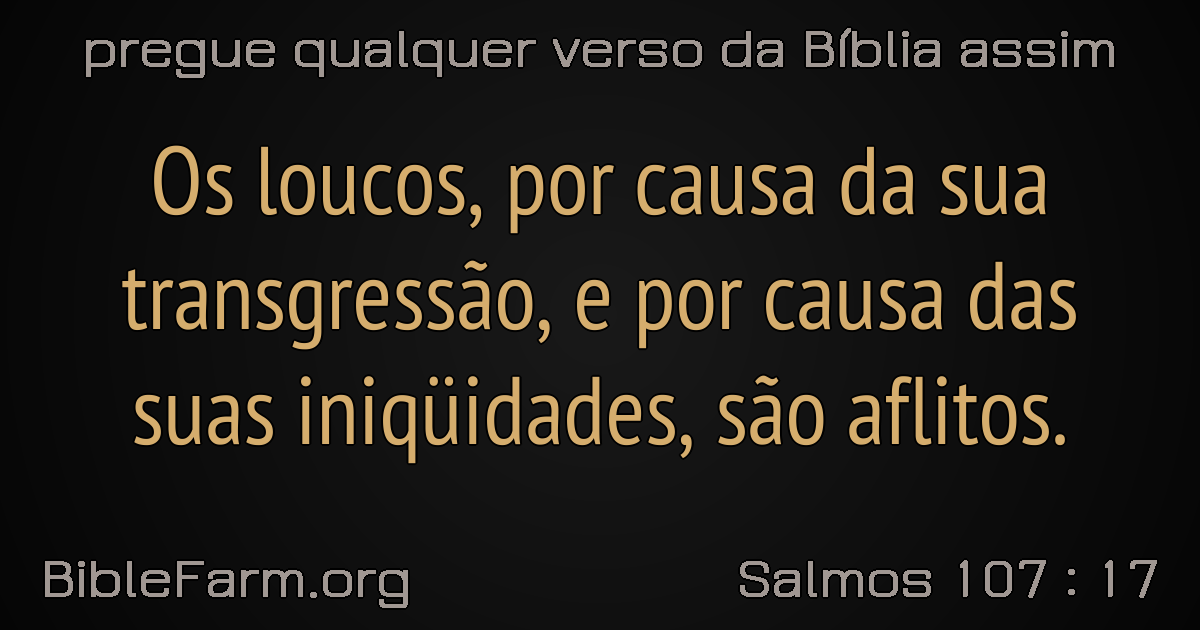 pregue qualquer verso da Bíblia assim
Os loucos, por causa da sua
transgressão, e por causa das
suas iniqüidades, são aflitos.
BibleFarm.org
Salmos 107 : 17